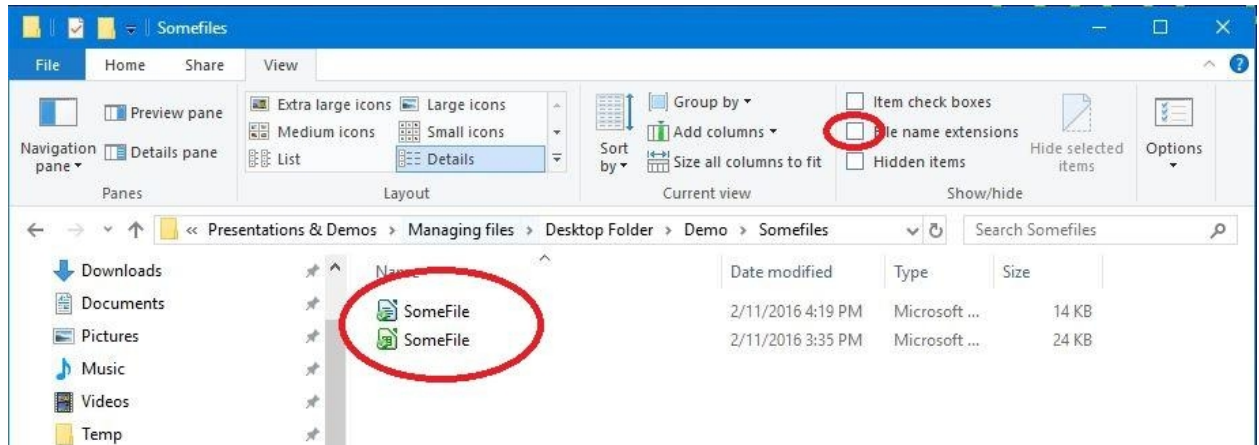 Somefiles
File Home Share View
Navigation pane
Preview pane
Details pane
Panes
Extra large icons Large icons
Medium icons Small icons
List Details
Layout
Sort by
Group by
Add columns
Size all columns to fit
Current view
Item check boxes
File name extensions
Hidden items
Hide selected items
Show/hide
Options
« Presentations & Demos > Managing files > Desktop Folder > Demo > Somefiles
Search Somefiles
Downloads
Documents
Pictures
Music
Videos
Temp
Name Date modified Type Size
SomeFile 2/11/2016 4:19 PM Microsoft ... 14 KB
SomeFile 2/11/2016 3:35 PM Microsoft ... 24 KB